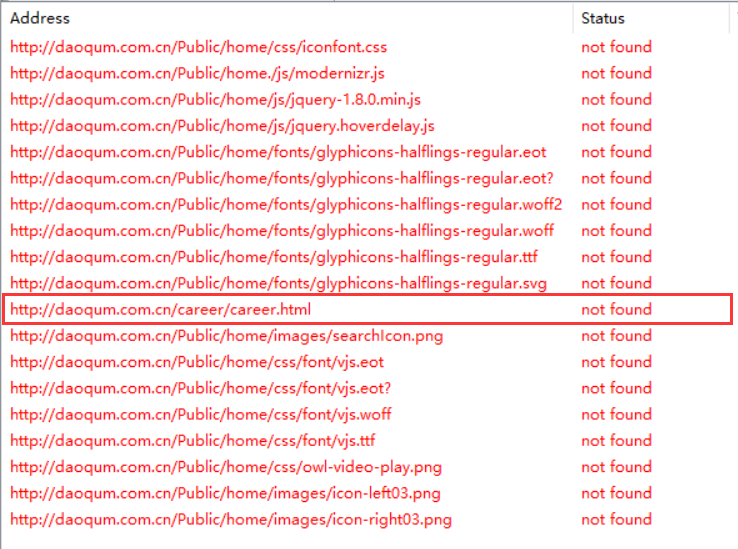 Address Status
http://daoqum.com.cn/Public/home/css/iconfont.css not found
http://daoqum.com.cn/Public/home./js/modernizr.js not found
http://daoqum.com.cn/Public/home/js/jquery-1.8.0.min.js not found
http://daoqum.com.cn/Public/home/js/jquery.hoverdelay.js not found
http://daoqum.com.cn/Public/home/fonts/glyphicons-halflings-regular.eot not found
http://daoqum.com.cn/Public/home/fonts/glyphicons-halflings-regular.eot? not found
http://daoqum.com.cn/Public/home/fonts/glyphicons-halflings-regular.woff2 not found
http://daoqum.com.cn/Public/home/fonts/glyphicons-halflings-regular.woff not found
http://daoqum.com.cn/Public/home/fonts/glyphicons-halflings-regular.ttf not found
http://daoqum.com.cn/Public/home/fonts/glyphicons-halflings-regular.svg not found
http://daoqum.com.cn/career/career.html not found
http://daoqum.com.cn/Public/home/images/searchIcon.png not found
http://daoqum.com.cn/Public/home/css/font/vjs.eot not found
http://daoqum.com.cn/Public/home/css/font/vjs.eot? not found
http://daoqum.com.cn/Public/home/css/font/vjs.woff not found
http://daoqum.com.cn/Public/home/css/font/vjs.ttf not found
http://daoqum.com.cn/Public/home/css/owl-video-play.png not found
http://daoqum.com.cn/Public/home/images/icon-left03.png not found
http://daoqum.com.cn/Public/home/images/icon-right03.png not found